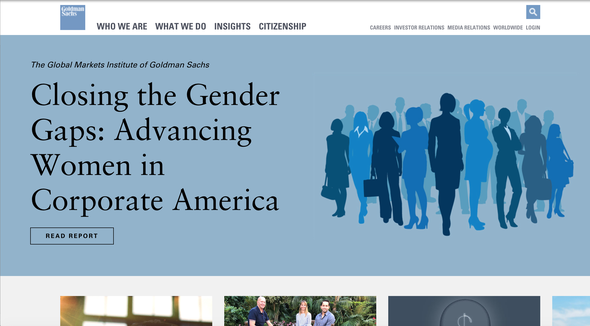 Goldman
Sachs
WHO WE ARE WHAT WE DO INSIGHTS CITIZENSHIP
CAREERS INVESTOR RELATIONS MEDIA RELATIONS WORLDWIDE LOGIN
The Global Markets Institute of Goldman Sachs
Closing the Gender
Gaps: Advancing
Women in
Corporate America
READ REPORT
$